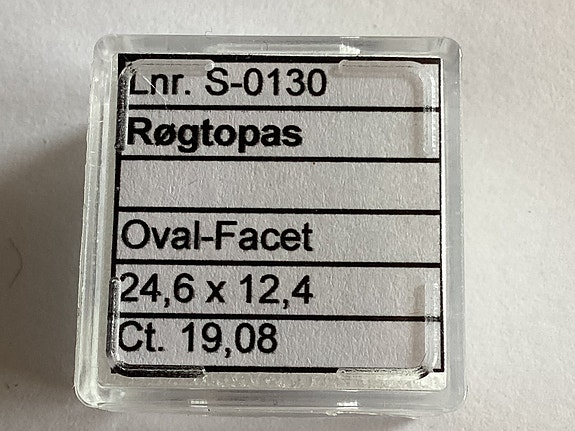 Lnr. S-0130
Røgtopas
Oval-Facet
24,6 x 12,4
Ct. 19,08